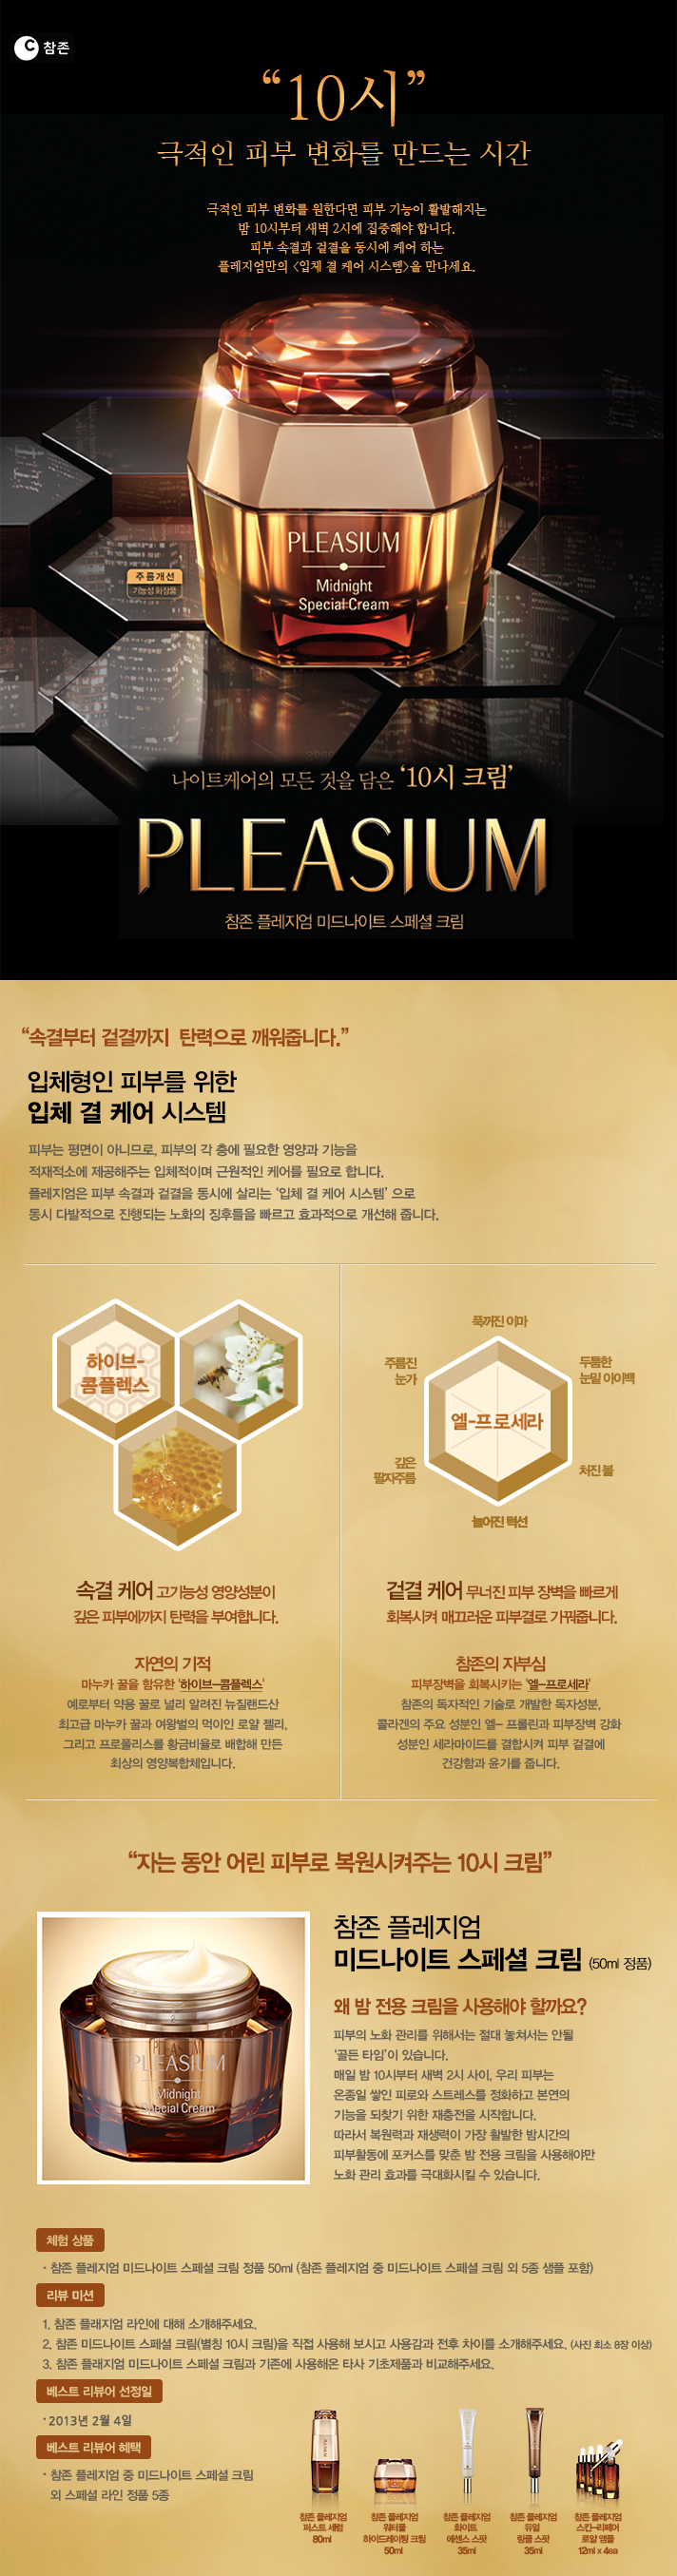 참존
“10시”
극적인 피부 변화를 만드는 시간
극적인 피부 변화를 원한다면 피부 기능이 활발해지는
밤 10시부터 새벽 2시에 집중해야 합니다.
피부 속결과 겉결을 동시에 케어 하는
플레지엄만의 <입체 결 케어 시스템>을 만나세요.
PLEASIUM
Midnight
Special Cream
주름개선
기능성 화장품
나이트케어의 모든 것을 담은 ‘10시 크림’
PLEASIUM
참존 플레지엄 미드나이트 스페셜 크림
“속결부터 겉결까지 탄력으로 깨워줍니다.”
입체형인 피부를 위한
입체 결 케어 시스템
피부는 평면이 아니므로, 피부의 각 층에 필요한 영양과 기능을
적재적소에 제공해주는 입체적이며 근원적인 케어를 필요로 합니다.
플레지엄은 피부 속결과 겉결을 동시에 살리는 ‘입체 결 케어 시스템’ 으로
동시 다발적으로 진행되는 노화의 징후들을 빠르고 효과적으로 개선해 줍니다.
하이브-
콤플렉스
속결 케어 고기능성 영양성분이
깊은 피부에까지 탄력을 부여합니다.
자연의 기적
마누카 꿀을 함유한 '하이브-콤플렉스'
예로부터 약용 꿀로 널리 알려진 뉴질랜드산
최고급 마누카 꿀과 여왕벌의 먹이인 로얄 젤리,
그리고 프로폴리스를 황금비율로 배합해 만든
최상의 영양복합체입니다.
푹꺼진 이마
주름진
눈가
두툼한
눈밑 아이백
엘-프로세라
깊은
팔자주름
처진 볼
늘어진 턱선
겉결 케어 무너진 피부 장벽을 빠르게
회복시켜 매끄러운 피부결로 가꿔줍니다.
참존의 자부심
피부장벽을 회복시키는 '엘-프로세라'
참존의 독자적인 기술로 개발한 독자성분,
콜라겐의 주요 성분인 엘- 프롤린과 피부장벽 강화
성분인 세라마이드를 결합시켜 피부 겉결에
건강함과 윤기를 줍니다.
“자는 동안 어린 피부로 복원시켜주는 10시 크림”
PLEASIUM
Midnight
Special Cream
참존 플레지엄
미드나이트 스페셜 크림 (50ml 정품)
왜 밤 전용 크림을 사용해야 할까요?
피부의 노화 관리를 위해서는 절대 놓쳐서는 안될
‘골든 타임’이 있습니다.
매일 밤 10시부터 새벽 2시 사이, 우리 피부는
온종일 쌓인 피로와 스트레스를 정화하고 본연의
기능을 되찾기 위한 재충전을 시작합니다.
따라서 복원력과 재생력이 가장 활발한 밤시간의
피부활동에 포커스를 맞춘 밤 전용 크림을 사용해야만
노화 관리 효과를 극대화시킬 수 있습니다.
체험 상품
· 참존 플레지엄 미드나이트 스페셜 크림 정품 50ml (참존 플레지엄 중 미드나이트 스페셜 크림 외 5종 샘플 포함)
리뷰 미션
1. 참존 플래지엄 라인에 대해 소개해주세요.
2. 참존 미드나이트 스페셜 크림(별칭 10시 크림)을 직접 사용해 보시고 사용감과 전후 차이를 소개해주세요. (사진 최소 8장 이상)
3. 참존 플래지엄 미드나이트 스페셜 크림과 기존에 사용해온 타사 기초제품과 비교해주세요.
베스트 리뷰어 선정일
· 2013년 2월 4일
베스트 리뷰어 혜택
· 참존 플레지엄 중 미드나이트 스페셜 크림
외 스페셜 라인 정품 5종
참존 플레지엄
퍼스트 세럼
80ml
참존 플레지엄
워터풀
하이드레이팅 크림
50ml
참존 플레지엄
화이트
에센스 스팟
35ml
참존 플레지엄
듀얼
링클 스팟
35ml
참존 플레지엄
스킨-리페어
로얄 앰플
12ml x 4ea